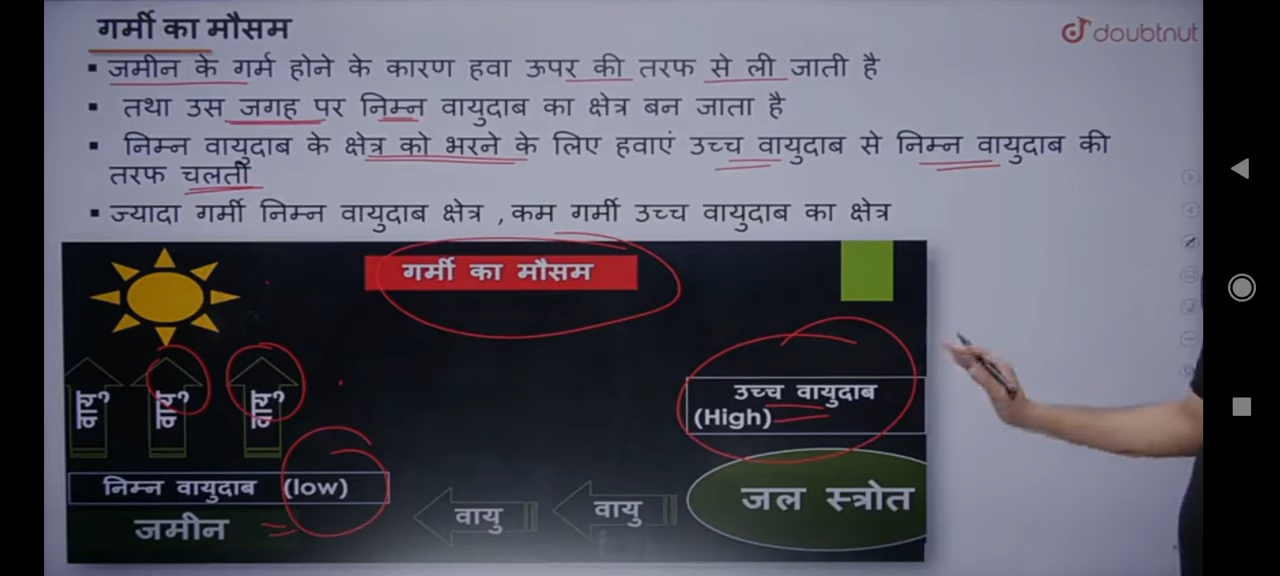 गर्मी का मौसम
doubtnut
▪ जमीन के गर्म होने के कारण हवा ऊपर की तरफ से ली जाती है
▪ तथा उस जगह पर निम्न वायुदाब का क्षेत्र बन जाता है
▪ निम्न वायुदाब के क्षेत्र को भरने के लिए हवाएं उच्च वायुदाब से निम्न वायुदाब की
तरफ चलती
▪ ज्यादा गर्मी निम्न वायुदाब क्षेत्र , कम गर्मी उच्च वायुदाब का क्षेत्र
गर्मी का मौसम
वायु वायु वायु
उच्च वायुदाब
(High)
निम्न वायुदाब (low)
जमीन
वायु वायु
जल स्त्रोत